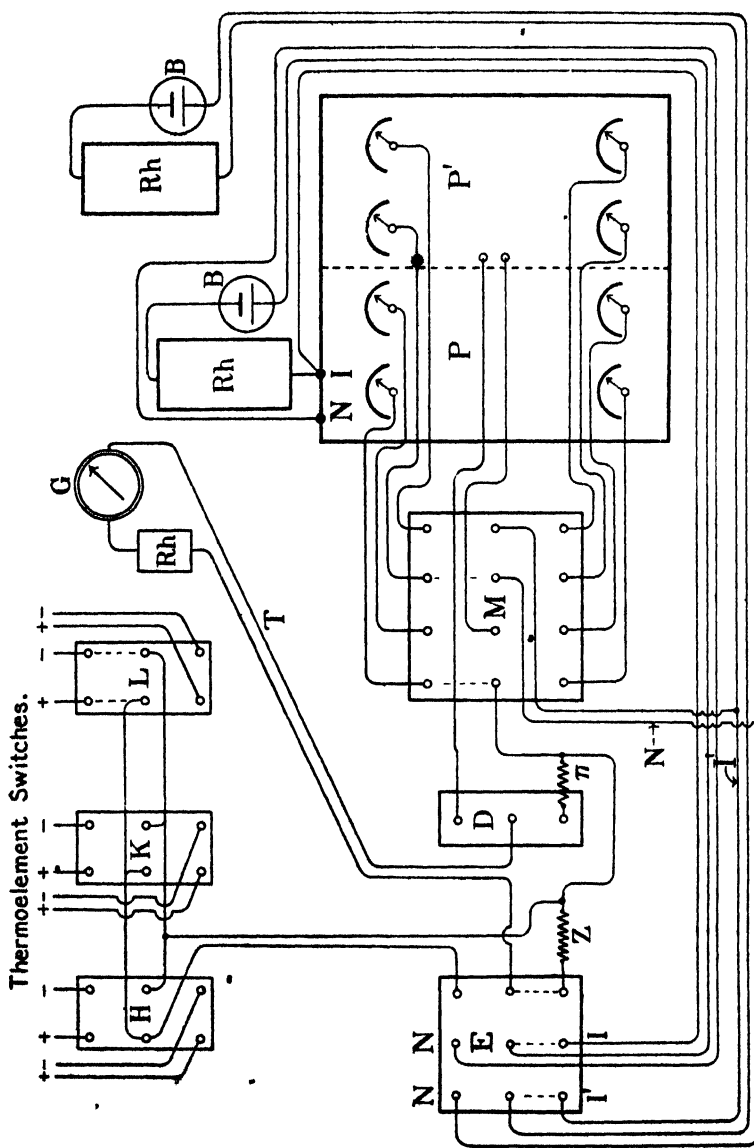 Thermoelement Switches.
+ − + − + −
+ − + − + −
H K L
G
Rh
T
Rh B
Rh B
N I
P P'
M
D
n
Z
N N
E
I' I
N→
I'